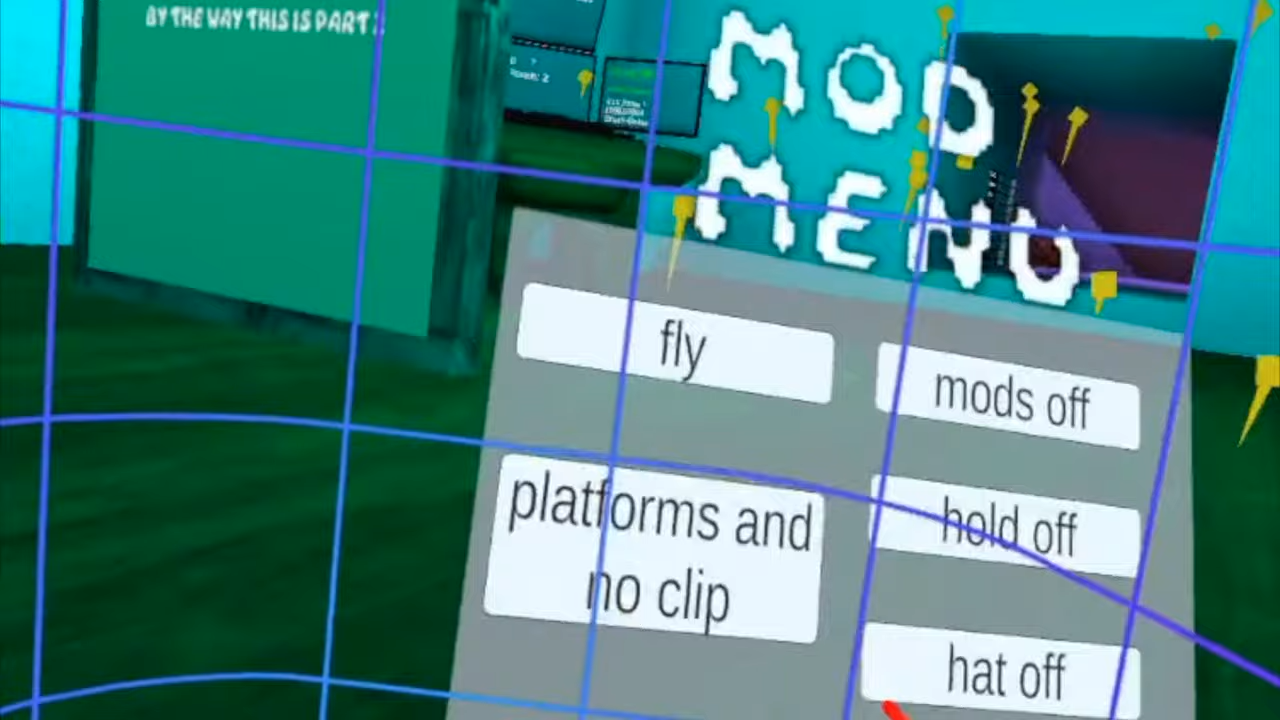 BY THE WAY THIS IS PART
MOD
MENU
fly
mods off
platforms and
no clip
hold off
hat off